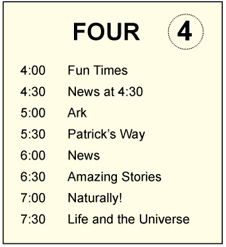 FOUR 4
4:00 Fun Times
4:30 News at 4:30
5:00 Ark
5:30 Patrick's Way
6:00 News
6:30 Amazing Stories
7:00 Naturally!
7:30 Life and the Universe